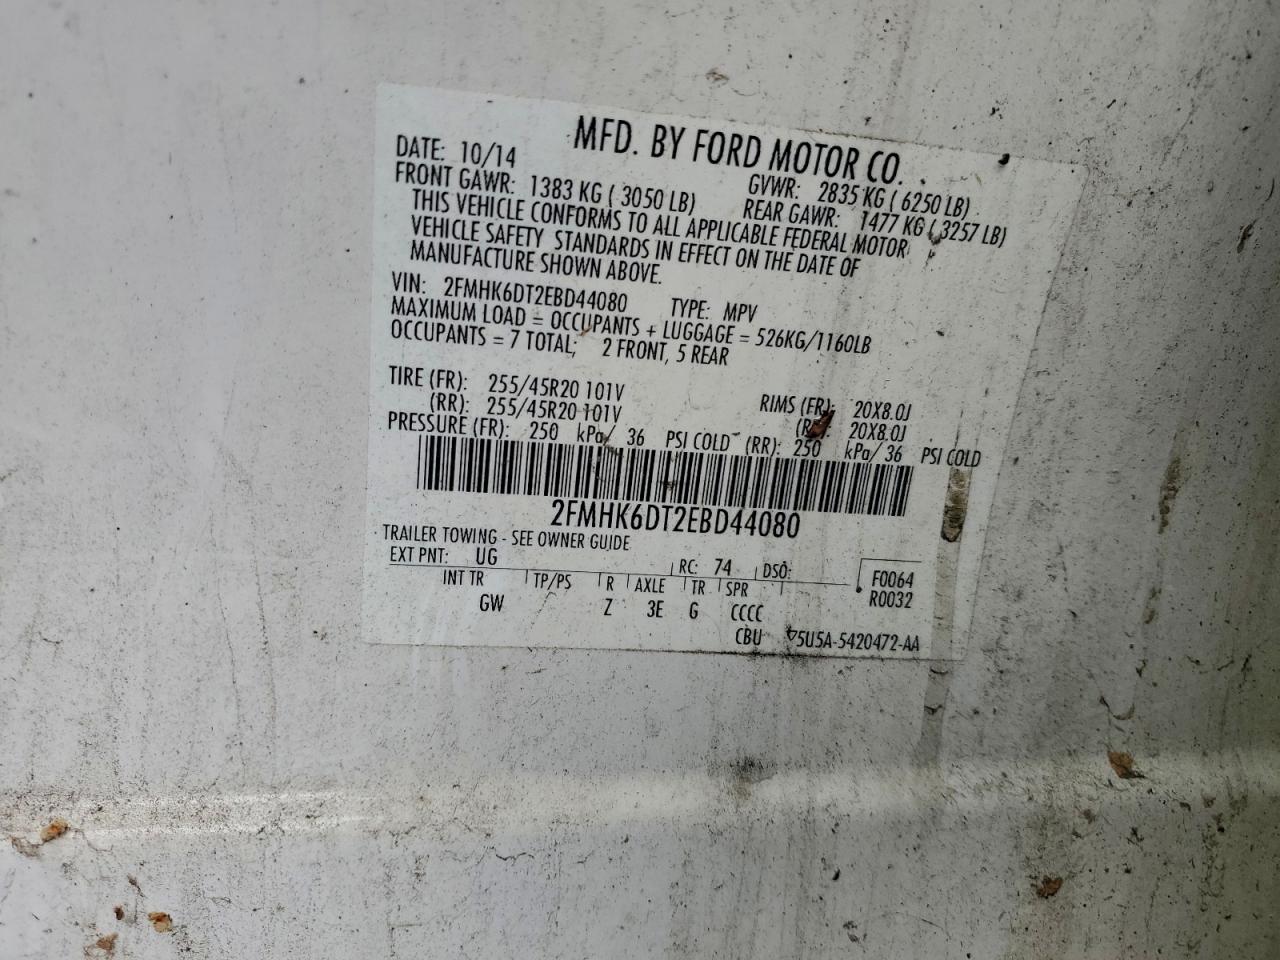 MFD. BY FORD MOTOR CO.
DATE: 10/14 GVWR: 2835 KG ( 6250 LB)
FRONT GAWR: 1383 KG ( 3050 LB) REAR GAWR: 1477 KG ( 3257 LB)
THIS VEHICLE CONFORMS TO ALL APPLICABLE FEDERAL MOTOR
VEHICLE SAFETY STANDARDS IN EFFECT ON THE DATE OF
MANUFACTURE SHOWN ABOVE.
VIN: 2FMHK6DT2EBD44080 TYPE: MPV
MAXIMUM LOAD = OCCUPANTS + LUGGAGE = 526KG/1160LB
OCCUPANTS = 7 TOTAL; 2 FRONT, 5 REAR
TIRE (FR): 255/45R20 101V RIMS (FR): 20X8.0J
(RR): 255/45R20 101V (RR): 20X8.0J
PRESSURE (FR): 250 kPa/ 36 PSI COLD (RR): 250 kPa/ 36 PSI COLD
2FMHK6DT2EBD44080
TRAILER TOWING - SEE OWNER GUIDE
EXT PNT: UG RC: 74 DSO: F0064
INT TR TP/PS R AXLE TR SPR R0032
GW Z 3E G CCCC
CBU 5U5A-5420472-AA